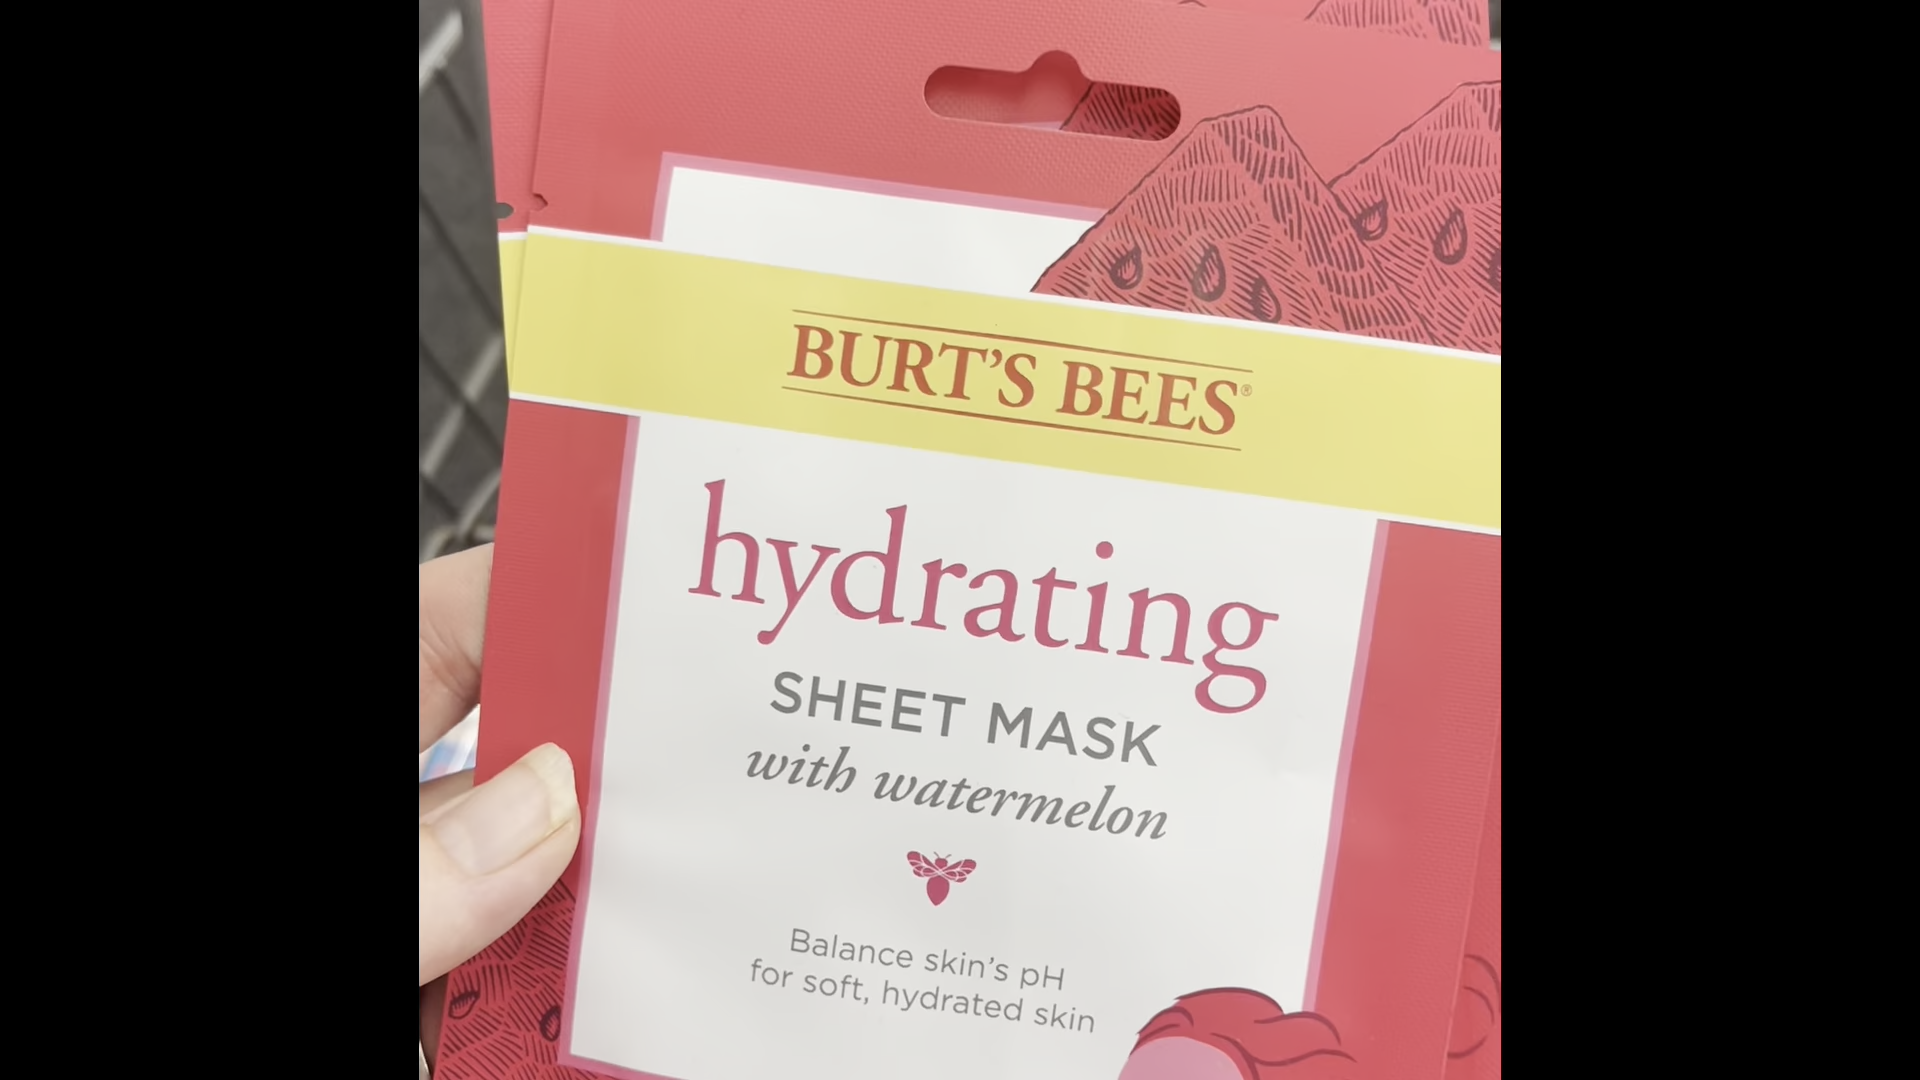 BURT'S BEES®
hydrating
SHEET MASK
with watermelon
Balance skin's pH
for soft, hydrated skin